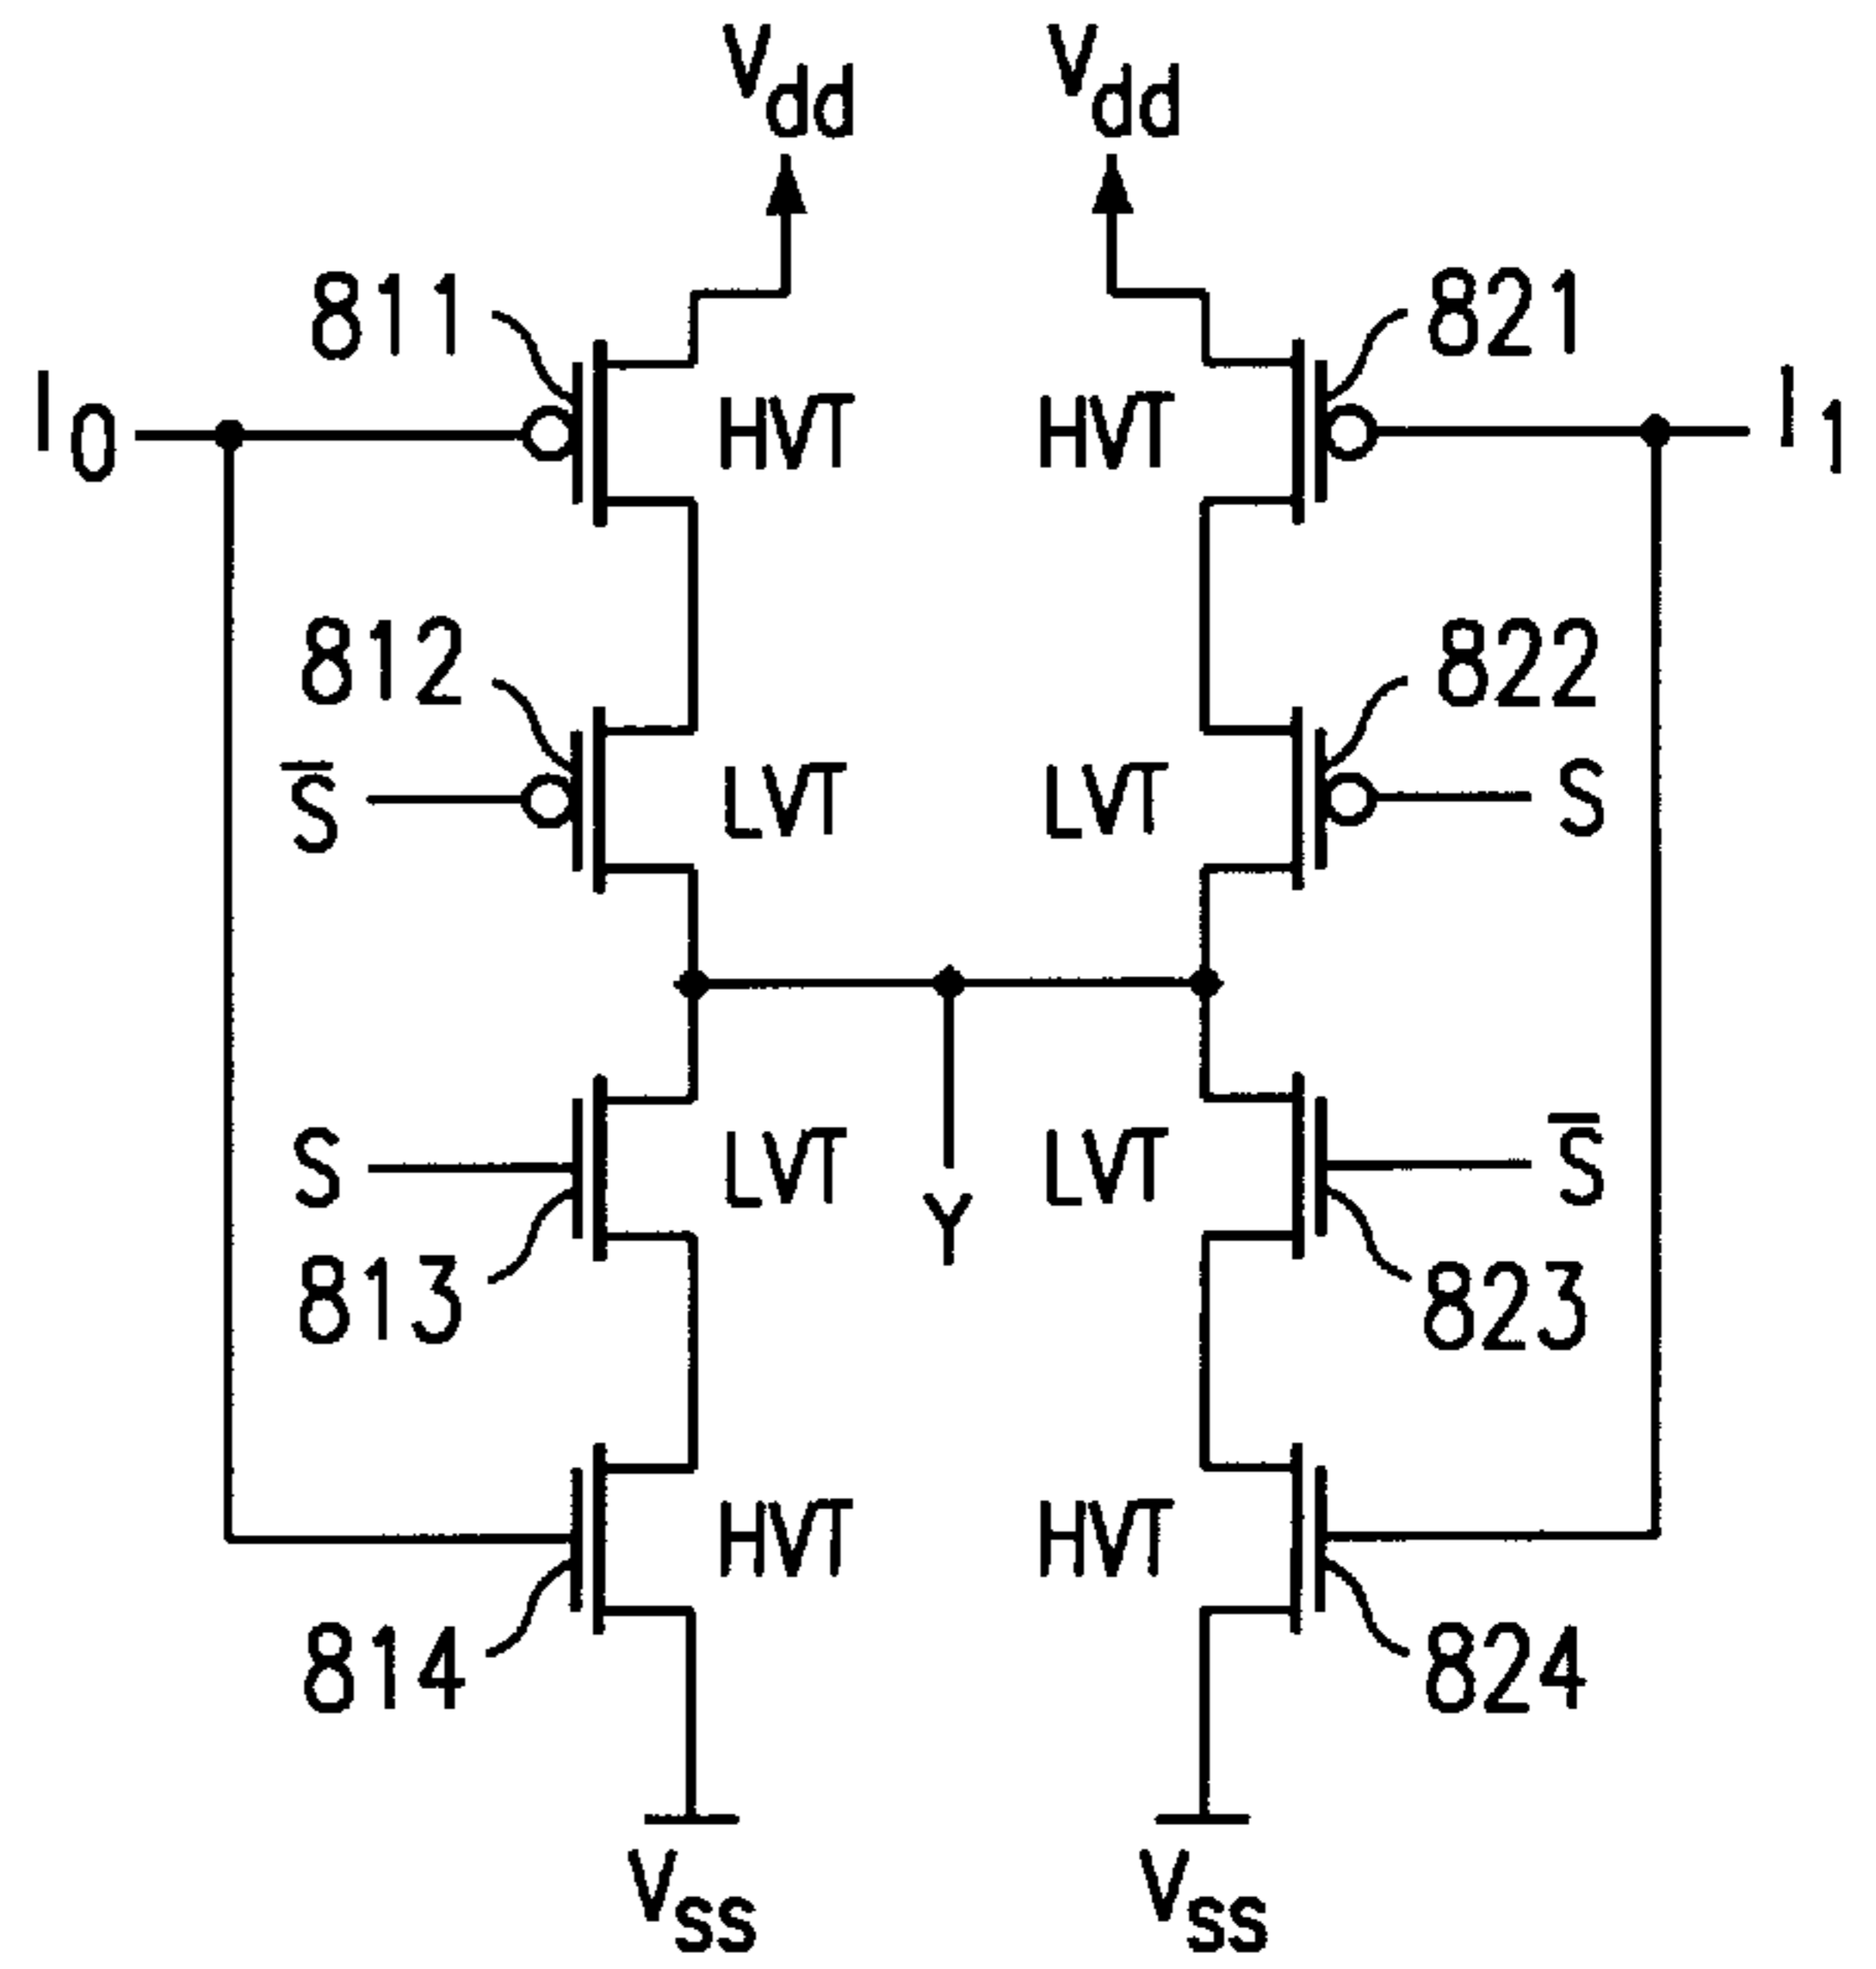 Vdd Vdd
811 821
I0 HVT HVT I1
812 822
S̅ LVT LVT S
S LVT LVT S̅
Y
813 823
HVT HVT
814 824
Vss Vss